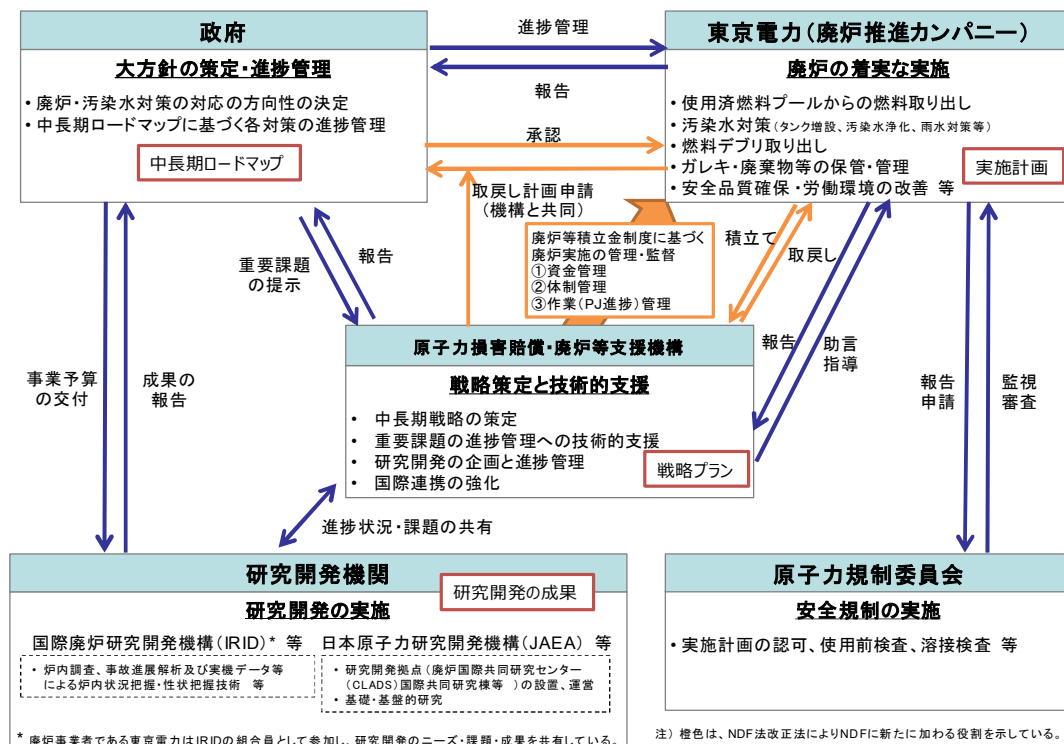 政府
大方針の策定・進捗管理
・廃炉・汚染水対策の対応の方向性の決定
・中長期ロードマップに基づく各対策の進捗管理
中長期ロードマップ
進捗管理
報告
承認
取戻し計画申請
(機構と共同)
東京電力(廃炉推進カンパニー)
廃炉の着実な実施
・使用済燃料プールからの燃料取り出し
・汚染水対策(タンク増設、汚染水浄化、雨水対策等)
・燃料デブリ取り出し
・ガレキ・廃棄物等の保管・管理
・安全品質確保・労働環境の改善 等
実施計画
廃炉等積立金制度に基づく
廃炉実施の管理・監督
①資金管理
②体制管理
③作業(PJ進捗)管理
積立て
取戻し
重要課題
の提示
報告
原子力損害賠償・廃炉等支援機構
戦略策定と技術的支援
・ 中長期戦略の策定
・ 重要課題の進捗管理への技術的支援
・ 研究開発の企画と進捗管理
・ 国際連携の強化
戦略プラン
報告
助言
指導
事業予算
の交付
成果の
報告
報告
申請
監視
審査
進捗状況・課題の共有
研究開発機関
研究開発の実施
研究開発の成果
国際廃炉研究開発機構(IRID)* 等
・ 炉内調査、事故進展解析及び実機データ等
による炉内状況把握・性状把握技術 等
日本原子力研究開発機構(JAEA)等
・ 研究開発拠点(廃炉国際共同研究センター
(CLADS)国際共同研究棟等 )の設置、運営
・ 基礎・基盤的研究
* 廃炉事業者である東京電力はIRIDの組合員として参加し、研究開発のニーズ・課題・成果を共有している。
原子力規制委員会
安全規制の実施
・実施計画の認可、使用前検査、溶接検査 等
注) 橙色は、NDF法改正法によりNDFに新たに加わる役割を示している。